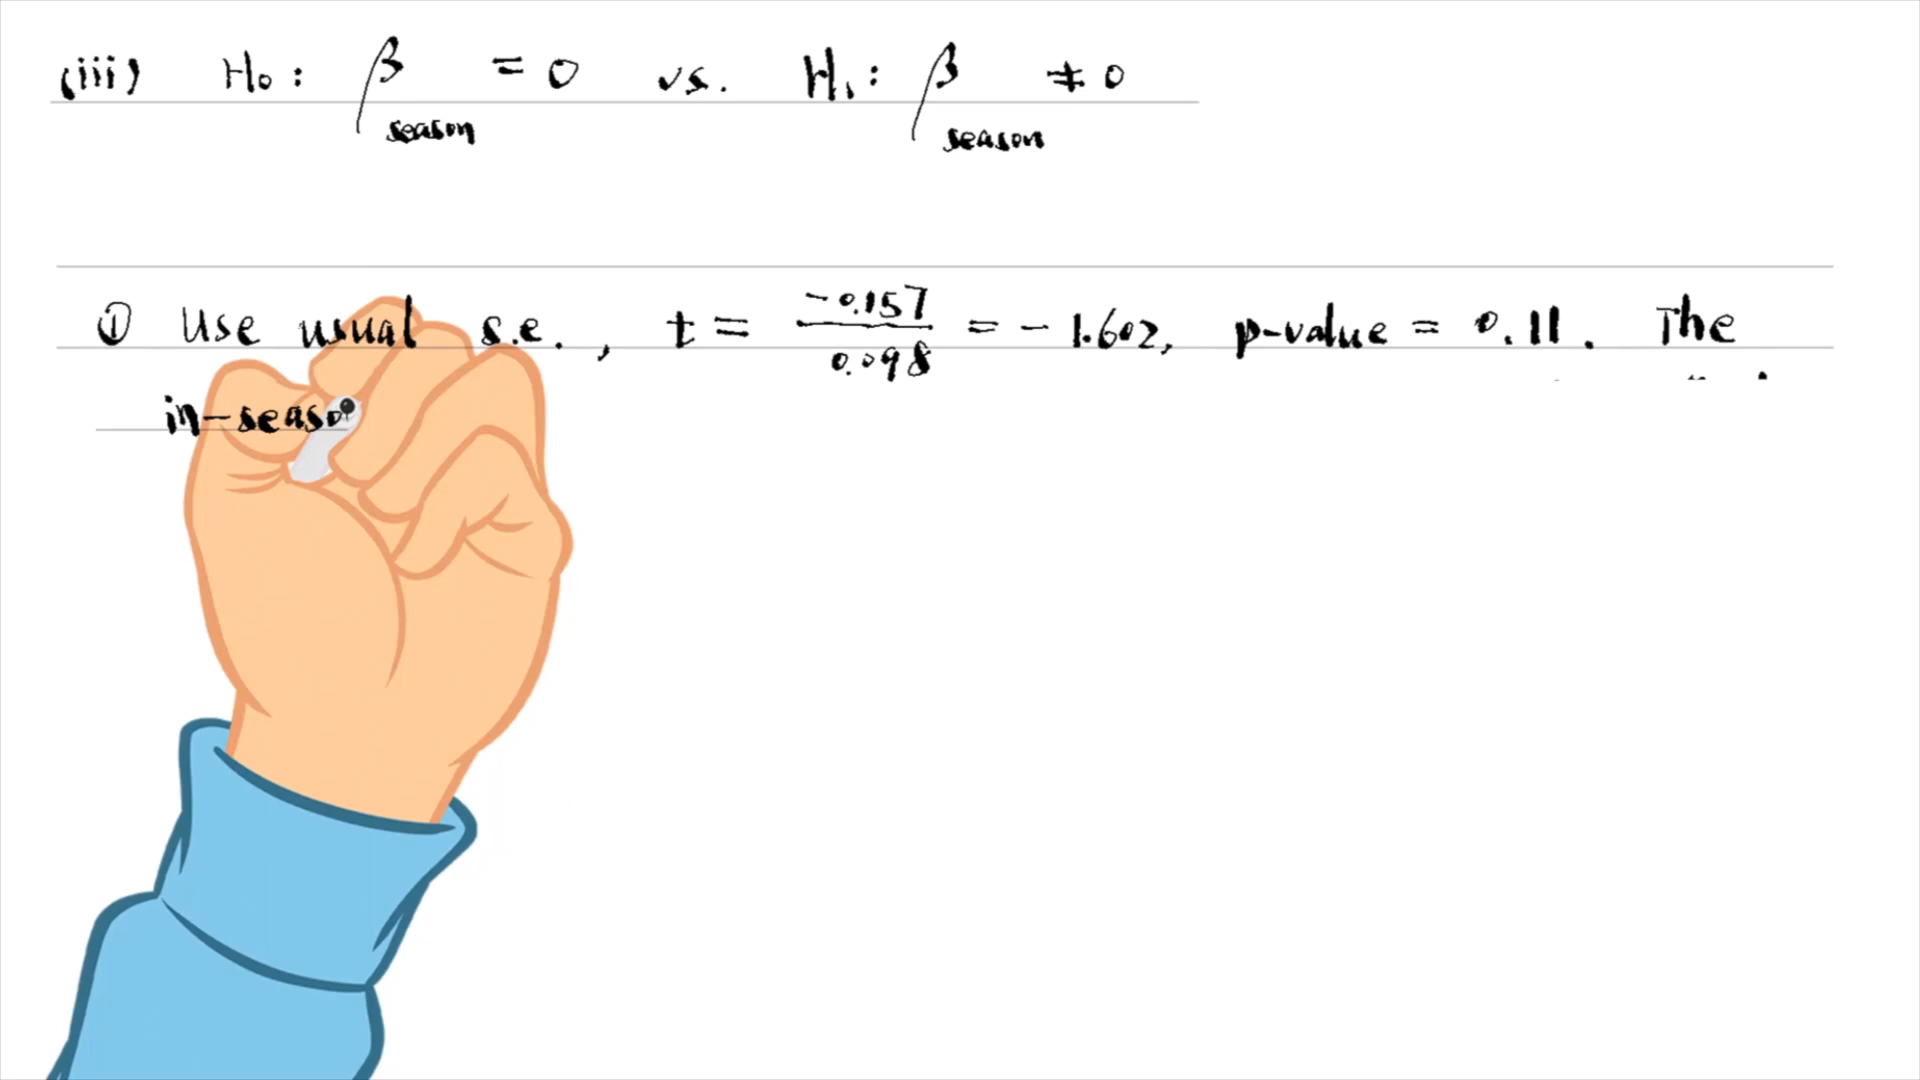 (iii) H₀: β_season = 0 vs. H₁: β_season ≠ 0
① Use usual s.e., t = -0.157/0.098 = -1.602, p-value = 0.11. The
in-seaso